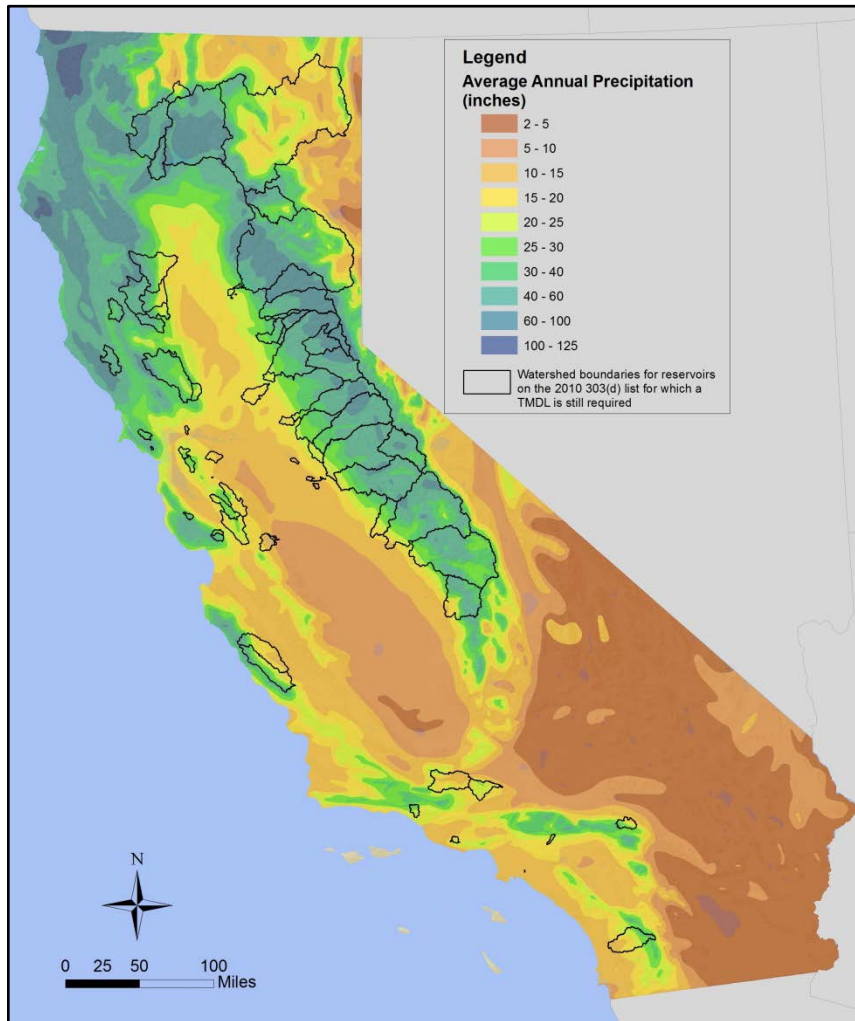 Legend
Average Annual Precipitation
(inches)
2 - 5
5 - 10
10 - 15
15 - 20
20 - 25
25 - 30
30 - 40
40 - 60
60 - 100
100 - 125
Watershed boundaries for reservoirs
on the 2010 303(d) list for which a
TMDL is still required
N
0 25 50 100
Miles